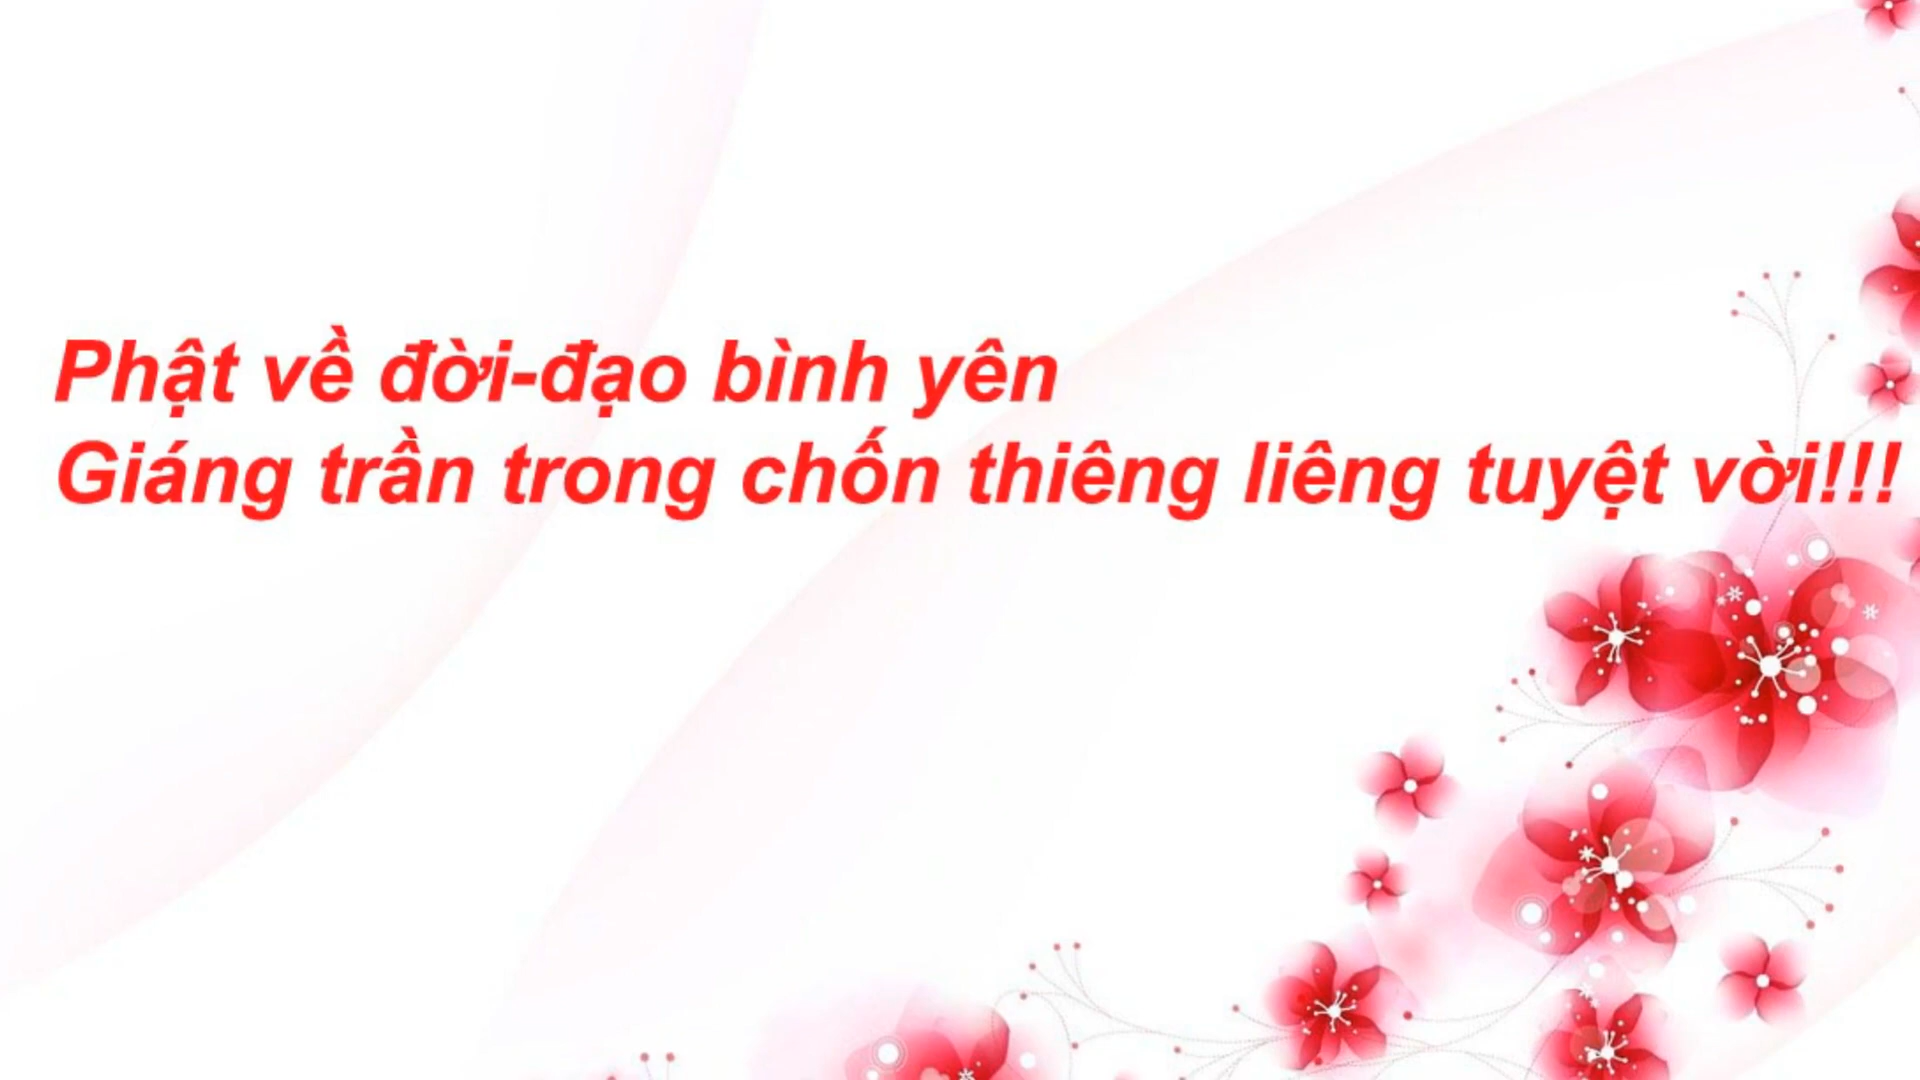 Phật về đời-đạo bình yên
Giáng trần trong chốn thiêng liêng tuyệt vời!!!